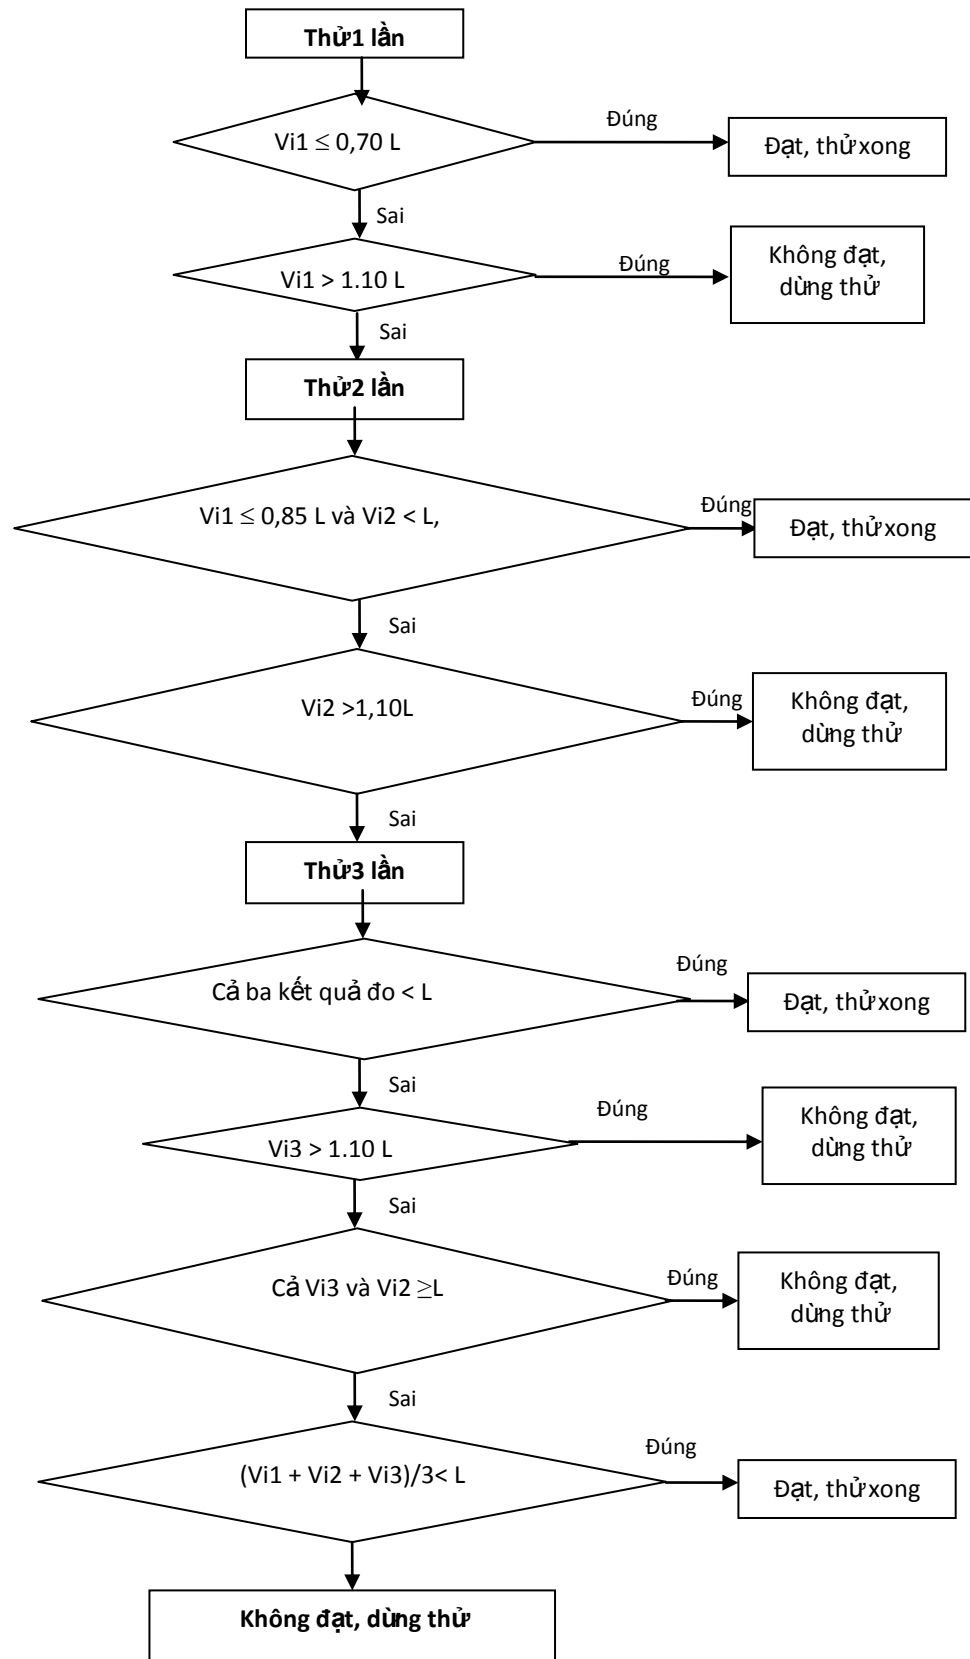 Thử1 lần
Vi1 ≤ 0,70 L
Đúng
Đạt, thửxong
Sai
Vi1 > 1.10 L
Đúng
Không đạt,
dừng thử
Sai
Thử2 lần
Vi1 ≤ 0,85 L và Vi2 < L,
Đúng
Đạt, thửxong
Sai
Vi2 >1,10L
Đúng
Không đạt,
dừng thử
Sai
Thử3 lần
Cả ba kết quả đo < L
Đúng
Đạt, thửxong
Sai
Vi3 > 1.10 L
Đúng
Không đạt,
dừng thử
Sai
Cả Vi3 và Vi2 ≥L
Đúng
Không đạt,
dừng thử
Sai
(Vi1 + Vi2 + Vi3)/3< L
Đúng
Đạt, thửxong
Không đạt, dừng thử